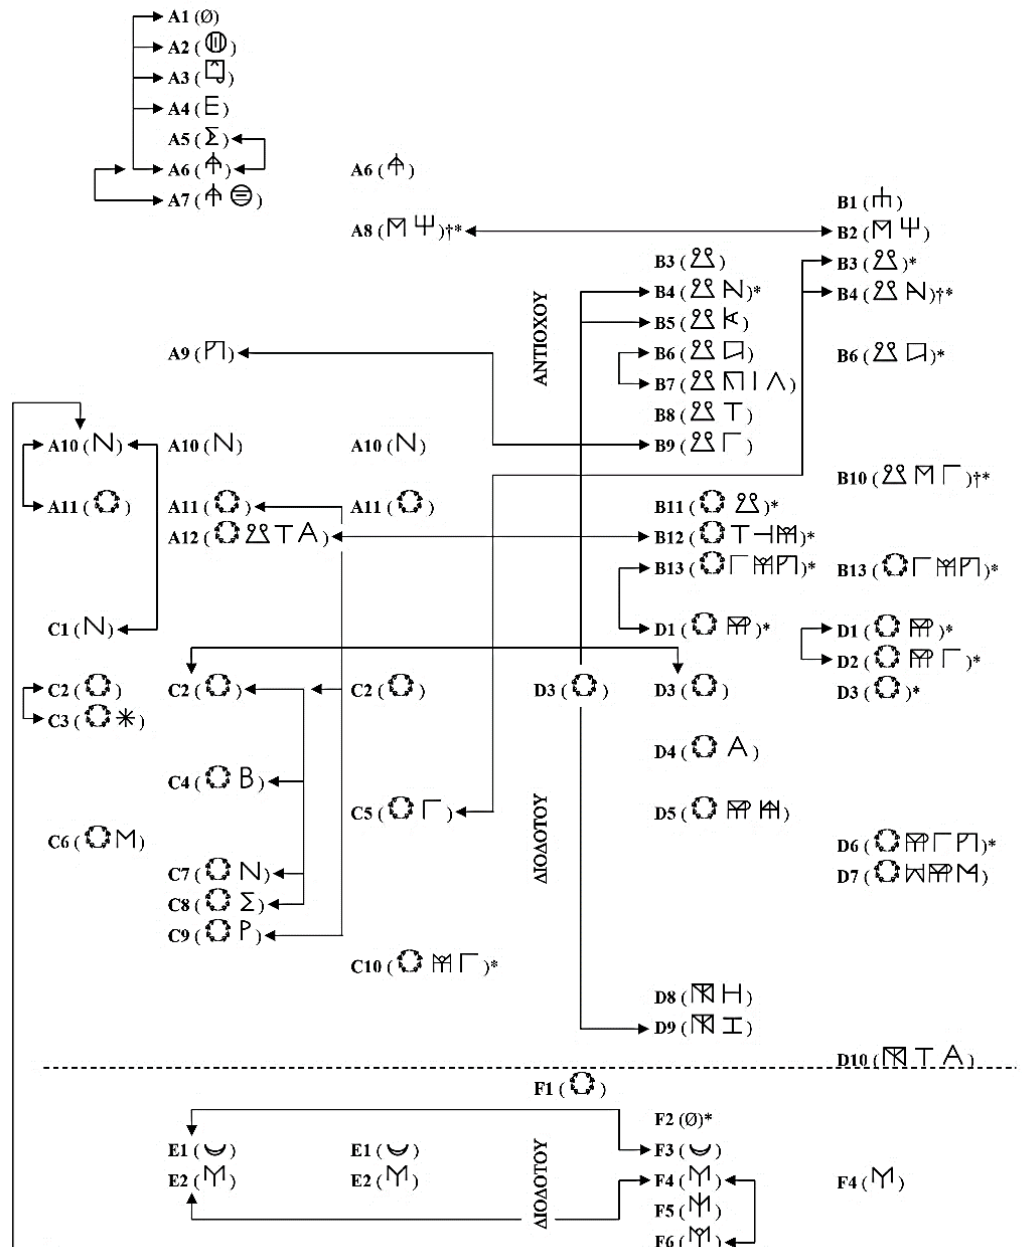 A1 (Ø)
A2 ( )
A3 ( )
A4 (E)
A5 (Σ)
A6 ( ) A6 ( )
A7 ( )
B1 ( )
A8 ( Ψ)†* B2 ( Ψ)
B3 ( ) B3 ( )*
B4 ( )* B4 ( )†*
ΑΝΤΙΟΧΟΥ
B5 ( )
A9 ( ) B6 ( ) B6 ( )*
B7 ( Ι Λ)
B8 ( T)
A10 (N) A10 (N) A10 (N) B9 ( Γ)
B10 ( M Γ)†*
A11 ( ) A11 ( ) A11 ( ) B11 ( )*
A12 ( T A) B12 ( T )*
B13 ( Γ )* B13 ( Γ )*
C1 (N) D1 ( )* D1 ( )*
D2 ( Γ)*
C2 ( ) C2 ( ) C2 ( ) D3 ( ) D3 ( ) D3 ( )*
C3 ( )
D4 ( A)
C4 ( B)
C5 ( Γ) D5 ( )
ΔΙΟΔΟΤΟΥ
C6 ( M) D6 ( Γ )*
C7 ( N) D7 ( )
C8 ( Σ)
C9 ( P)
C10 ( Γ)*
D8 ( H)
D9 ( I)
D10 ( T A)
F1 ( )
F2 (Ø)*
E1 ( ) E1 ( ) F3 ( )
E2 ( ) E2 ( ) F4 ( ) F4 ( )
ΔΙΟΔΟΤΟΥ
F5 ( )
F6 ( )